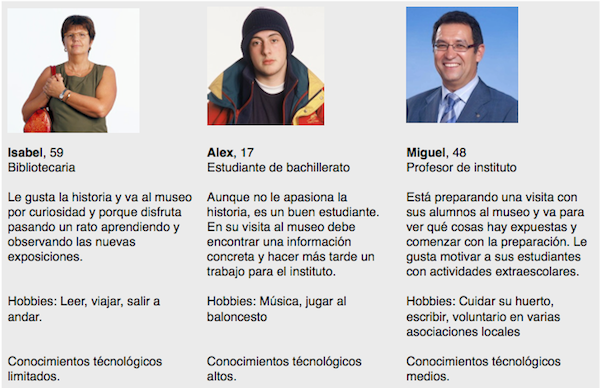 Isabel, 59
Bibliotecaria
Le gusta la historia y va al museo
por curiosidad y porque disfruta
pasando un rato aprendiendo y
observando las nuevas
exposiciones.
Hobbies: Leer, viajar, salir a
andar.
Conocimientos técnológicos
limitados.
Alex, 17
Estudiante de bachillerato
Aunque no le apasiona la
historia, es un buen estudiante.
En su visita al museo debe
encontrar una información
concreta y hacer más tarde un
trabajo para el instituto.
Hobbies: Música, jugar al
baloncesto
Conocimientos técnológicos
altos.
Miguel, 48
Profesor de instituto
Está preparando una visita con
sus alumnos al museo y va para
ver qué cosas hay expuestas y
comenzar con la preparación. Le
gusta motivar a sus estudiantes
con actividades extraescolares.
Hobbies: Cuidar su huerto,
escribir, voluntario en varias
asociaciones locales
Conocimientos técnológicos
medios.